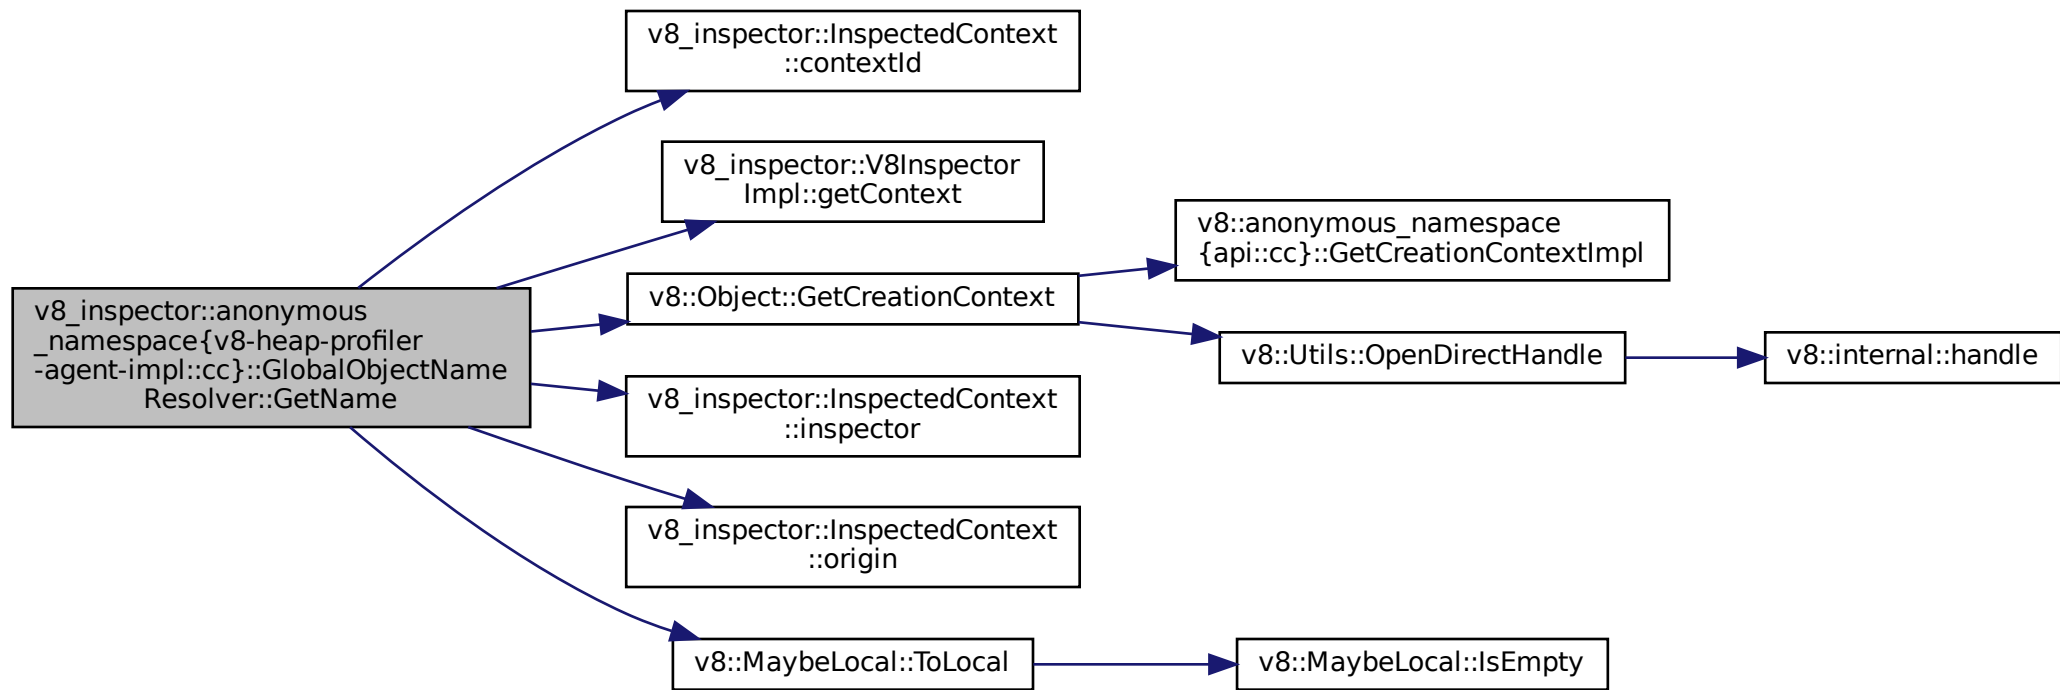 v8_inspector::anonymous
_namespace{v8-heap-profiler
-agent-impl::cc}::GlobalObjectName
Resolver::GetName
v8_inspector::InspectedContext
::contextId
v8_inspector::V8Inspector
Impl::getContext
v8::Object::GetCreationContext
v8::anonymous_namespace
{api::cc}::GetCreationContextImpl
v8::Utils::OpenDirectHandle
v8::internal::handle
v8_inspector::InspectedContext
::inspector
v8_inspector::InspectedContext
::origin
v8::MaybeLocal::ToLocal
v8::MaybeLocal::IsEmpty